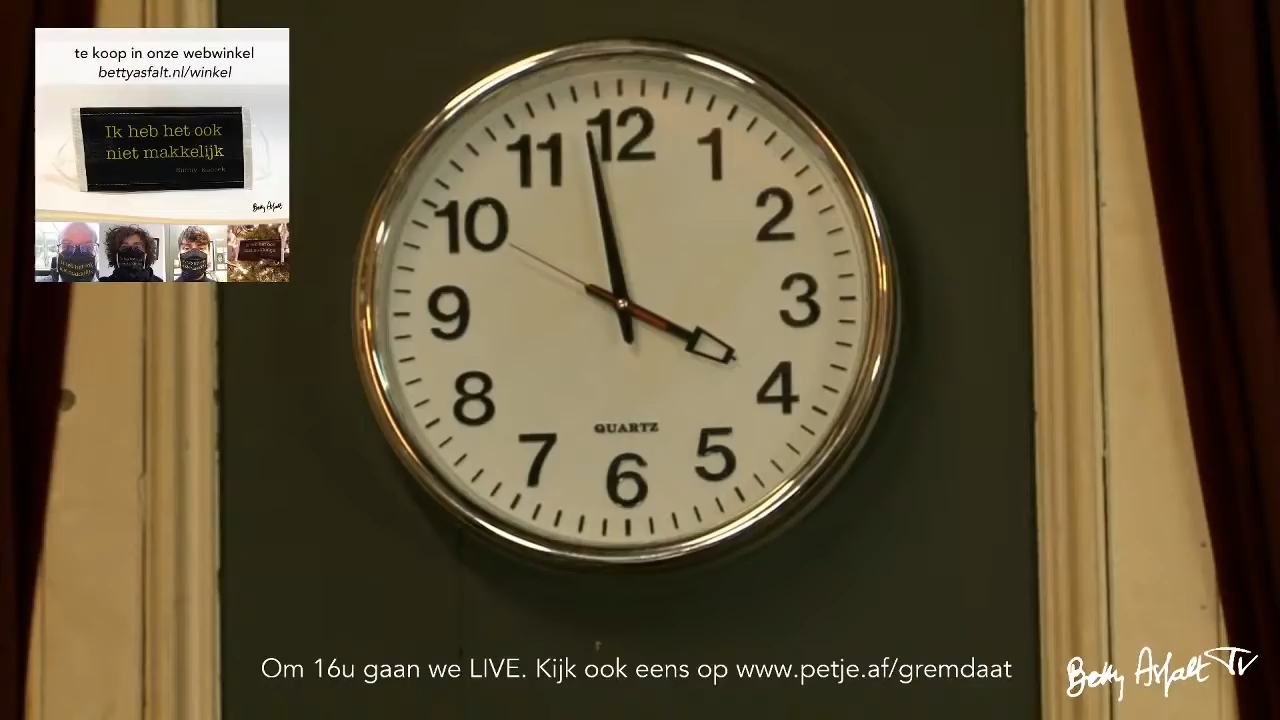 te koop in onze webwinkel
bettyasfalt.nl/winkel
Ik heb het ook
niet makkelijk
Betty Asfalt
11 12 1
10 2
9 3
8 4
7 6 5
QUARTZ
Om 16u gaan we LIVE. Kijk ook eens op www.petje.af/gremdaat
Betty Asfalt TV